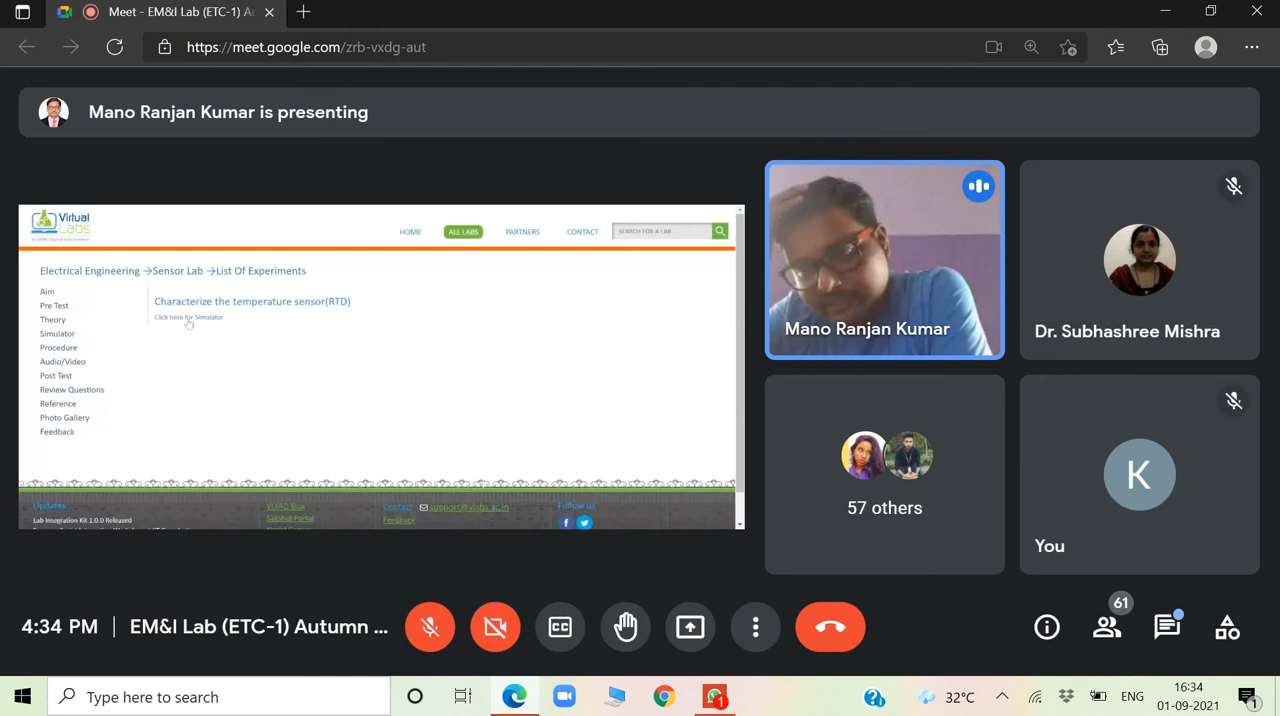 Meet - EM&I Lab (ETC-1) Au
https://meet.google.com/zrb-vxdg-aut
Mano Ranjan Kumar is presenting
Virtual
Labs
HOME
ALL LABS
PARTNERS
CONTACT
SEARCH FOR A LAB
Electrical Engineering →Sensor Lab →List Of Experiments
Aim
Pre Test
Theory
Simulator
Procedure
Audio/Video
Post Test
Review Questions
Reference
Photo Gallery
Feedback
Characterize the temperature sensor(RTD)
Click here for Simulator
Updates
Lab Integration Kit 1.0.0 Released
Sakshat Portal
Contact
support@vlabs.ac.in
Feedback
Follow us
Mano Ranjan Kumar
Dr. Subhashree Mishra
57 others
K
You
4:34 PM | EM&I Lab (ETC-1) Autumn ...
61
Type here to search
1
32°C
ENG
16:34
01-09-2021
1